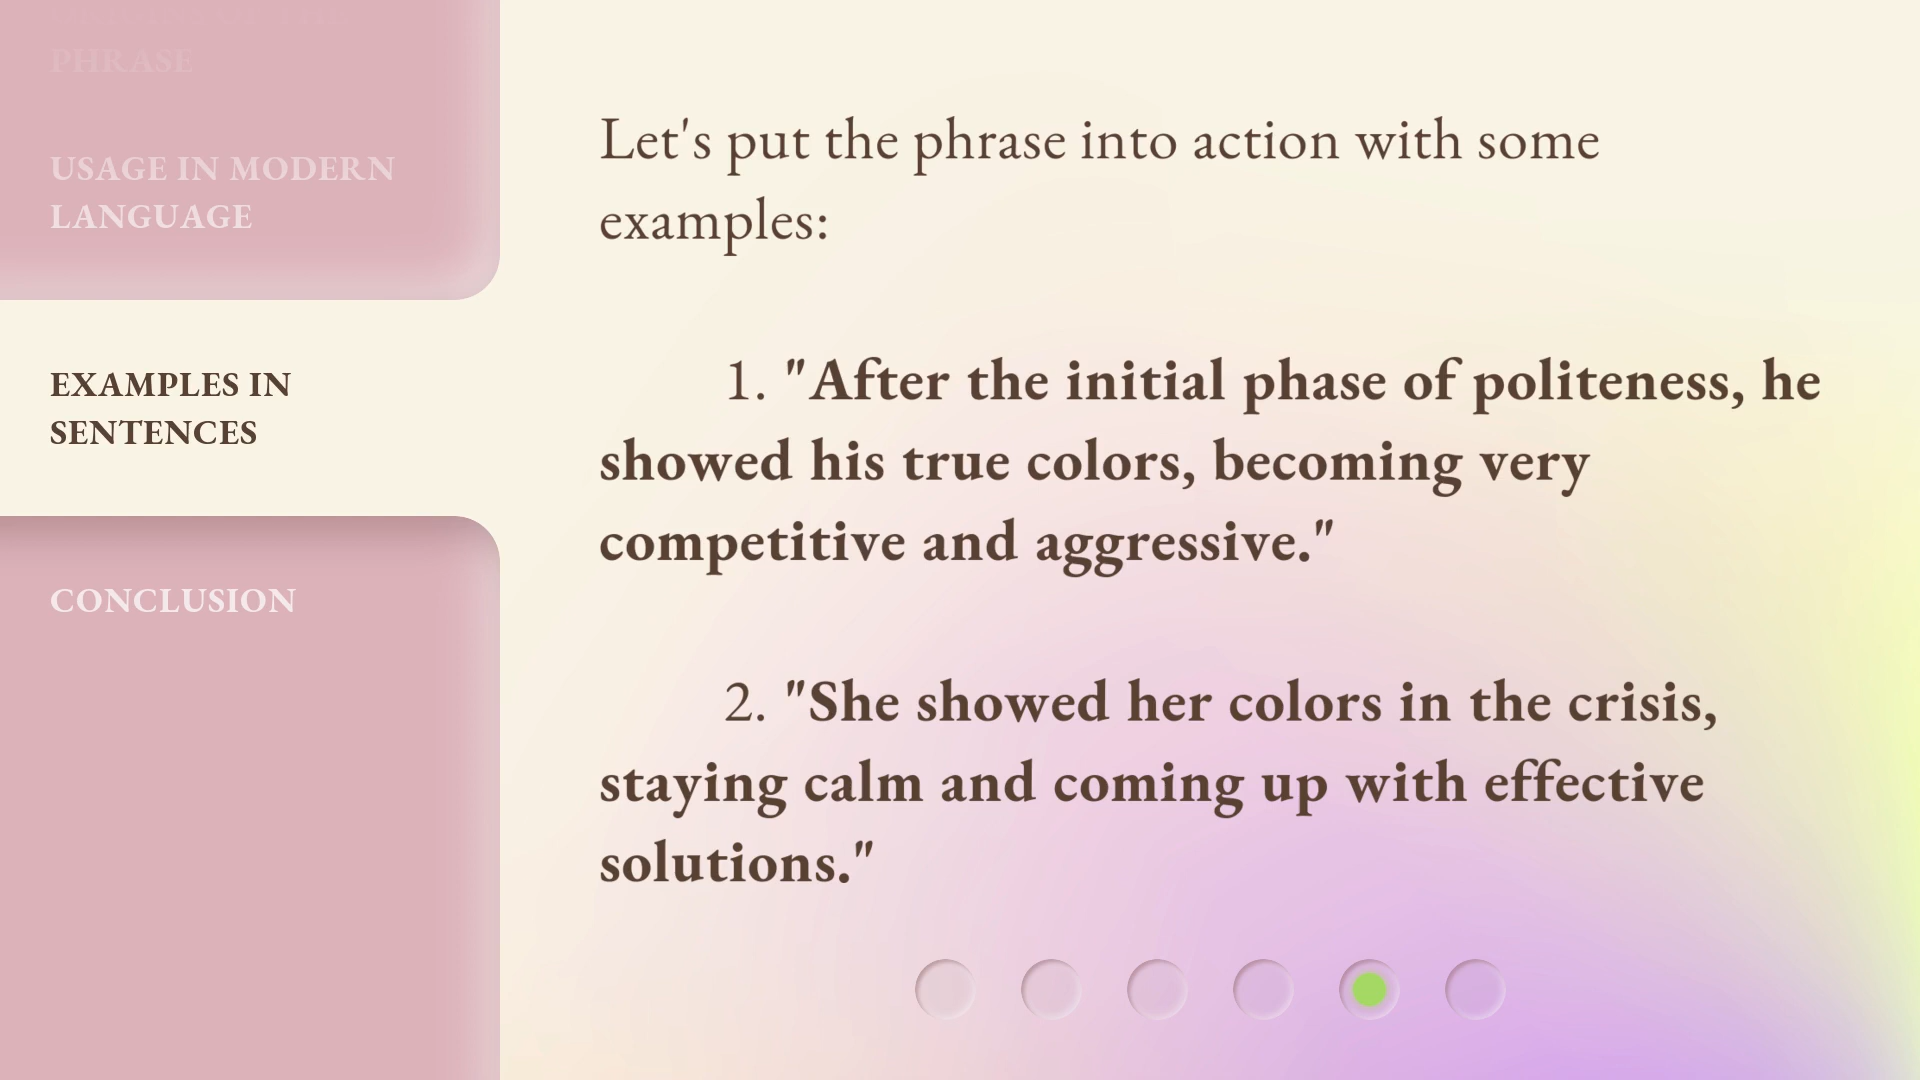 PHRASE
USAGE IN MODERN
LANGUAGE
EXAMPLES IN
SENTENCES
CONCLUSION
Let's put the phrase into action with some
examples:
1. "After the initial phase of politeness, he
showed his true colors, becoming very
competitive and aggressive."
2. "She showed her colors in the crisis,
staying calm and coming up with effective
solutions."